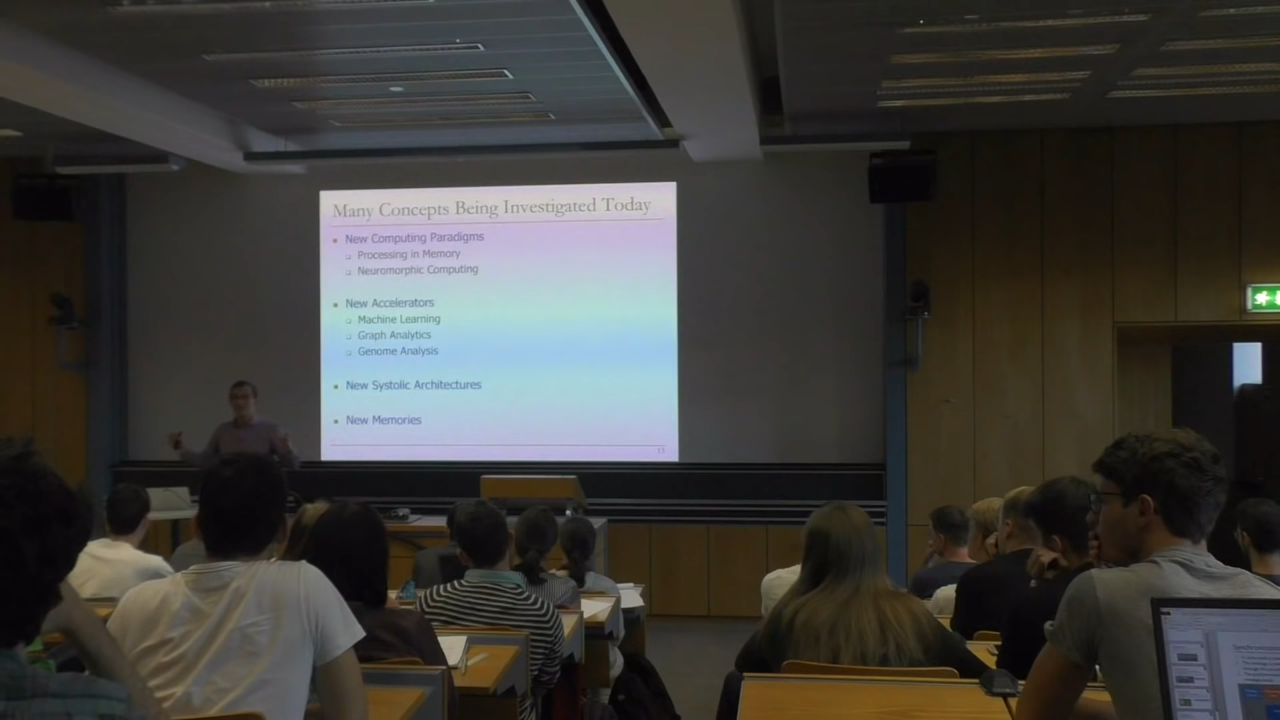 Many Concepts Being Investigated Today
New Computing Paradigms
Processing in Memory
Neuromorphic Computing
New Accelerators
Machine Learning
Graph Analytics
Genome Analysis
New Systolic Architectures
New Memories